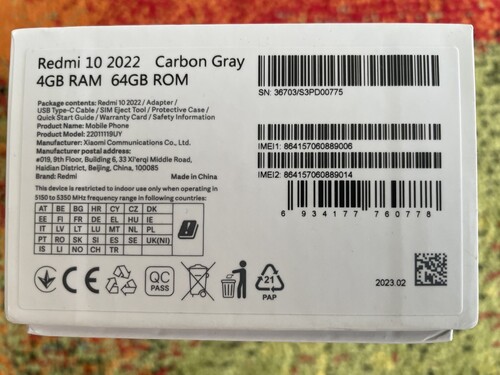 Redmi 10 2022 Carbon Gray
4GB RAM 64GB ROM
Package contents: Redmi 10 2022 / Adapter /
USB Type-C Cable / SIM Eject Tool / Protective Case /
Quick Start Guide / Warranty Card / Safety Information
Product Name: Mobile Phone
Product Model: 22011119UY
Manufacturer: Xiaomi Communications Co., Ltd.
Manufacturer postal address:
#019, 9th Floor, Building 6, 33 Xi'erqi Middle Road,
Haidian District, Beijing, China, 100085
Brand: Redmi Made in China
This device is restricted to indoor use only when operating in
5150 to 5350 MHz frequency range in following countries:
AT BE BG HR CY CZ DK
EE FI FR DE EL HU IE
IT LV LT LU MT NL PL
PT RO SK SI ES SE UK(NI)
IS LI NO CH TR
SN: 36703/S3PD00775
IMEI1: 864157060889006
IMEI2: 864157060889014
6 934177 760778
CE
QC
PASS
21
PAP
2023.02